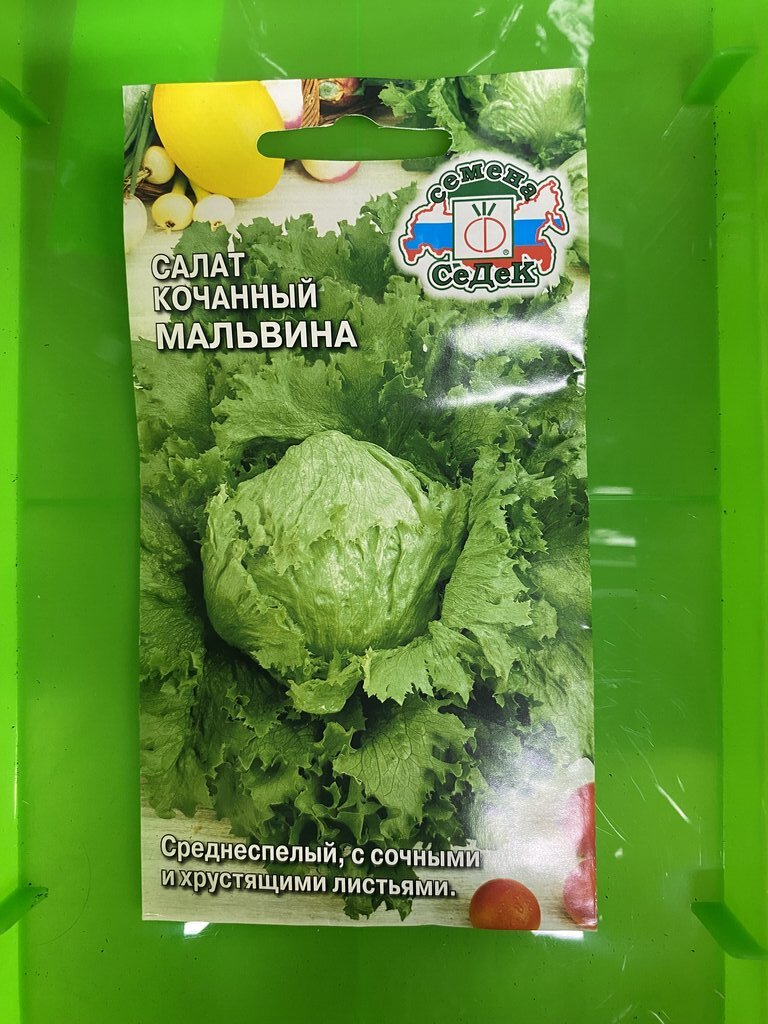 семена
СеДеК
®
САЛАТ
КОЧАННЫЙ
МАЛЬВИНА
Среднеспелый, с сочными
и хрустящими листьями.